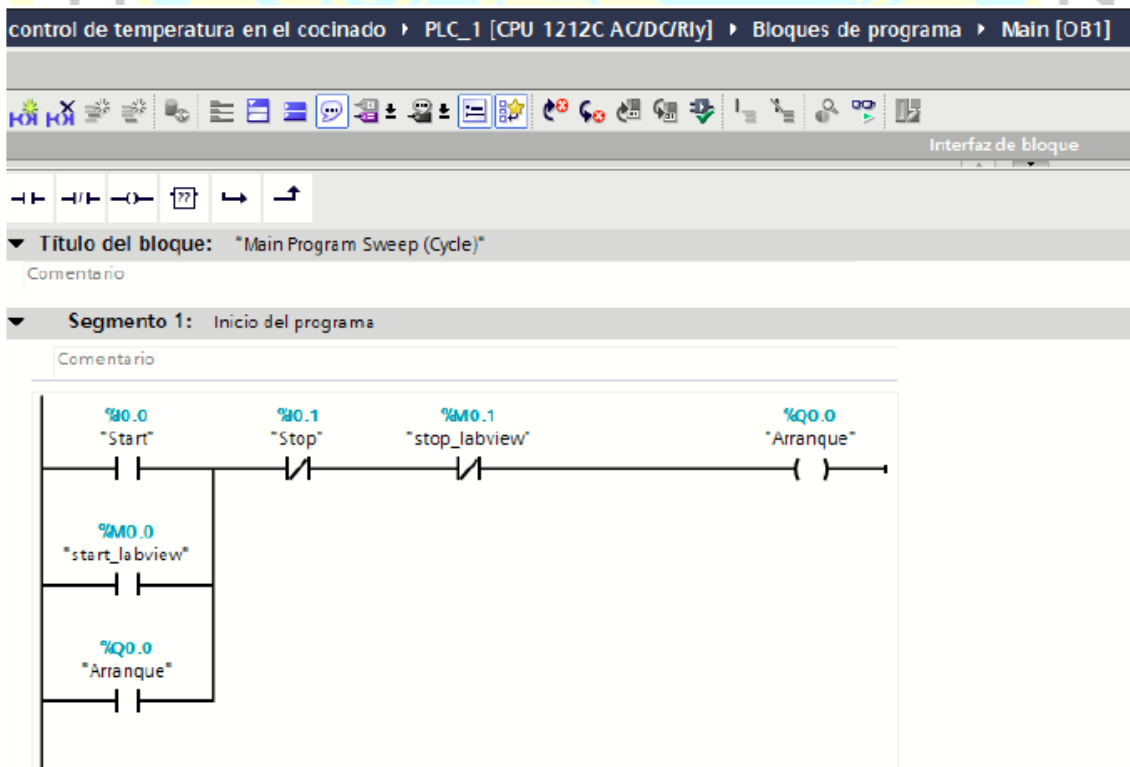 control de temperatura en el cocinado ▸ PLC_1 [CPU 1212C AC/DC/Rly] ▸ Bloques de programa ▸ Main [OB1]
Interfaz de bloque
??
Título del bloque: "Main Program Sweep (Cycle)"
Comentario
Segmento 1: Inicio del programa
Comentario
%I0.0 %I0.1 %M0.1 %Q0.0
"Start" "Stop" "stop_labview" "Arranque"
%M0.0
"start_labview"
%Q0.0
"Arranque"